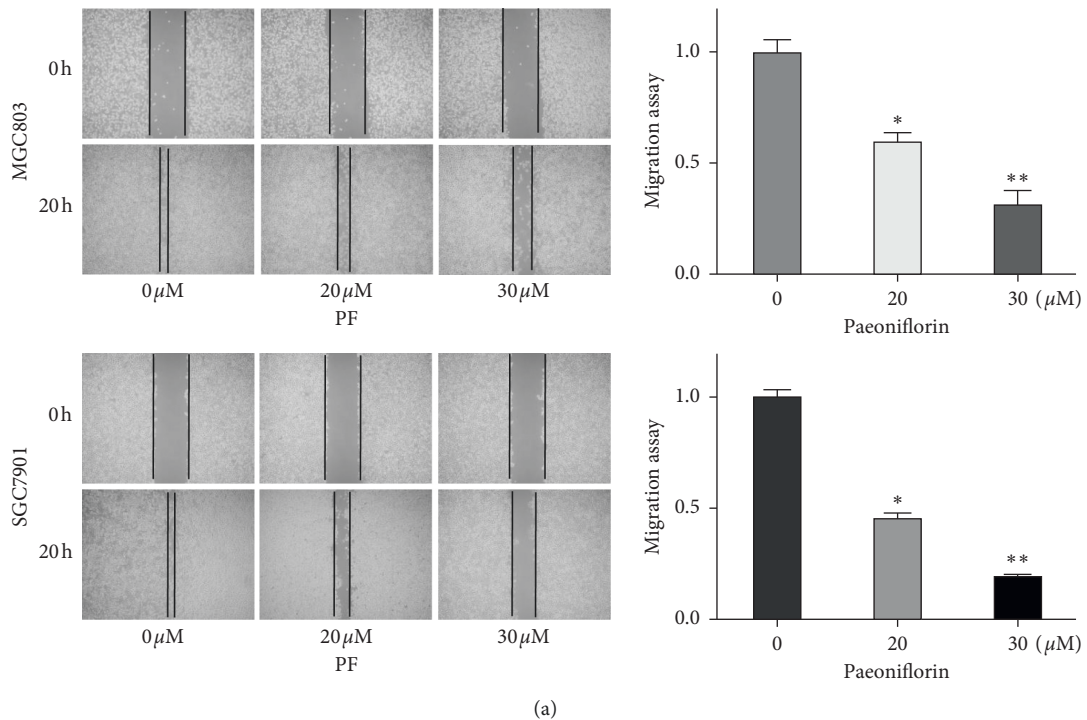 MGC803
0 h
20 h
0 μM
20 μM
30 μM
PF
Migration assay
1.0
0.5
0.0
*
**
0
20
30 (μM)
Paeoniflorin
SGC7901
0 h
20 h
0 μM
20 μM
30 μM
PF
Migration assay
1.0
0.5
0.0
*
**
0
20
30 (μM)
Paeoniflorin
(a)